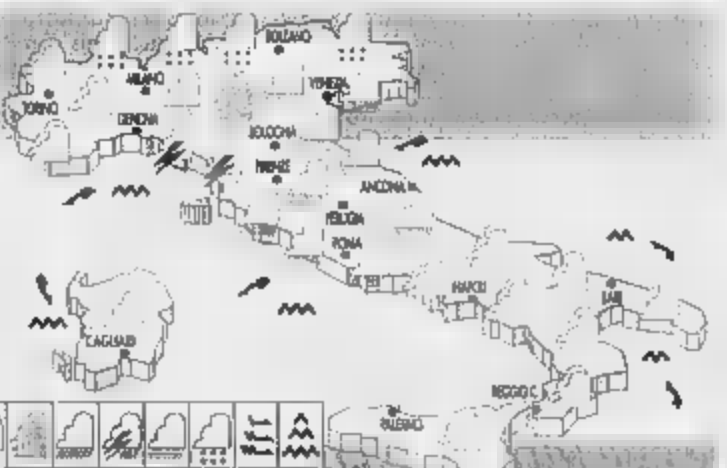 BOLZANO
MILANO
VENEZIA
TORINO
GENOVA
BOLOGNA
FIRENZE
ANCONA
PERUGIA
ROMA
NAPOLI
BARI
CAGLIARI
REGGIO C.
PALERMO